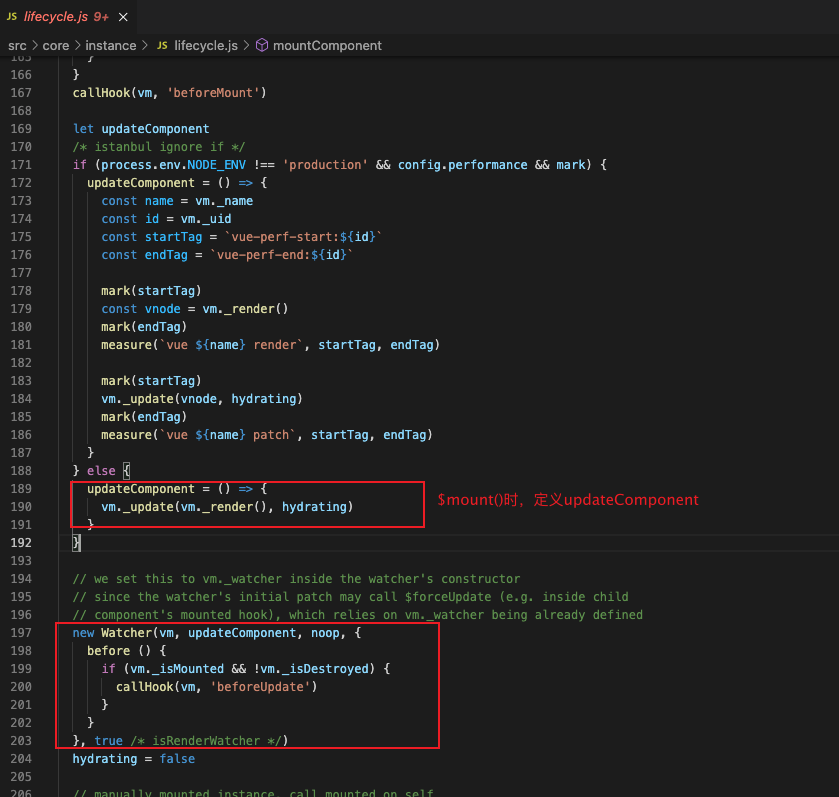 JS lifecycle.js 9+ ×
src > core > instance > JS lifecycle.js > mountComponent
165 }
166 }
167 callHook(vm, 'beforeMount')
168
169 let updateComponent
170 /* istanbul ignore if */
171 if (process.env.NODE_ENV !== 'production' && config.performance && mark) {
172 updateComponent = () => {
173 const name = vm._name
174 const id = vm._uid
175 const startTag = `vue-perf-start:${id}`
176 const endTag = `vue-perf-end:${id}`
177
178 mark(startTag)
179 const vnode = vm._render()
180 mark(endTag)
181 measure(`vue ${name} render`, startTag, endTag)
182
183 mark(startTag)
184 vm._update(vnode, hydrating)
185 mark(endTag)
186 measure(`vue ${name} patch`, startTag, endTag)
187 }
188 } else {
189 updateComponent = () => {
190 vm._update(vm._render(), hydrating)
$mount()时，定义updateComponent
191 }
192 }
193
194 // we set this to vm._watcher inside the watcher's constructor
195 // since the watcher's initial patch may call $forceUpdate (e.g. inside child
196 // component's mounted hook), which relies on vm._watcher being already defined
197 new Watcher(vm, updateComponent, noop, {
198 before () {
199 if (vm._isMounted && !vm._isDestroyed) {
200 callHook(vm, 'beforeUpdate')
201 }
202 }
203 }, true /* isRenderWatcher */)
204 hydrating = false
205
206 // manually mounted instance, call mounted on self